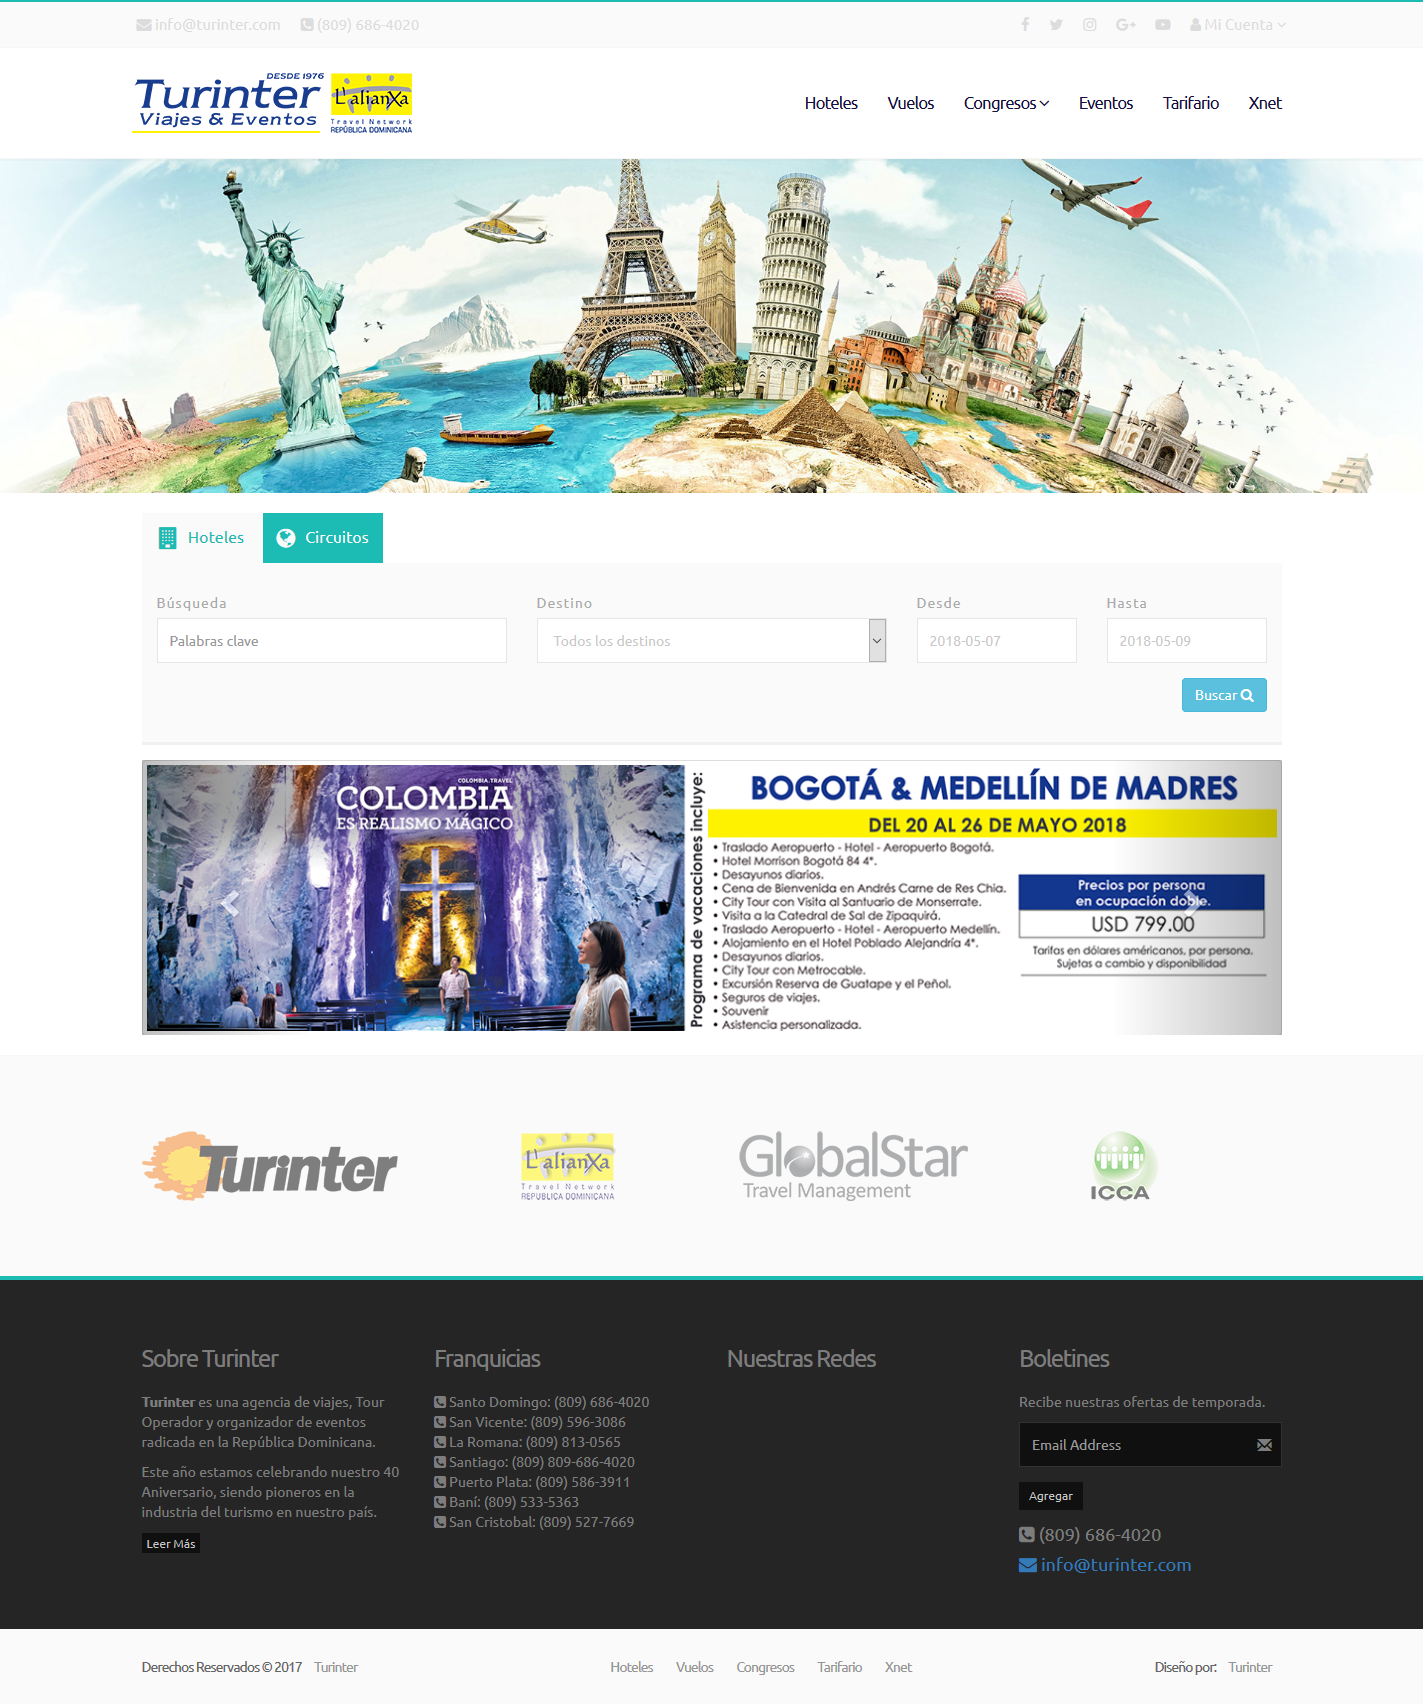 info@turinter.com (809) 686-4020 Mi Cuenta
DESDE 1976
Turinter
Viajes & Eventos
L'alianXa
Travel Network
REPÚBLICA DOMINICANA
Hoteles Vuelos Congresos Eventos Tarifario Xnet
Hoteles Circuitos
Búsqueda Destino Desde Hasta
Palabras clave Todos los destinos 2018-05-07 2018-05-09
Buscar
COLOMBIA.TRAVEL
COLOMBIA
ES REALISMO MÁGICO
Programa de vacaciones incluye:
BOGOTÁ & MEDELLÍN DE MADRES
DEL 20 AL 26 DE MAYO 2018
• Traslado Aeropuerto - Hotel - Aeropuerto Bogotá.
• Hotel Morrison Bogotá 84 4*.
• Desayunos diarios.
• Cena de Bienvenida en Andrés Carne de Res Chia.
• City Tour con Visita al Santuario de Monserrate.
• Visita a la Catedral de Sal de Zipaquirá.
• Traslado Aeropuerto - Hotel - Aeropuerto Medellín.
• Alojamiento en el Hotel Poblado Alejandría 4*.
• Desayunos diarios.
• City Tour con Metrocable.
• Excursión Reserva de Guatape y el Peñol.
• Seguros de viajes.
• Souvenir
• Asistencia personalizada.
Precios por persona
en ocupación doble.
USD 799.00
Tarifas en dólares américanos, por persona.
Sujetas a cambio y disponibilidad
Turinter
L'alianXa
Travel Network
REPUBLICA DOMINICANA
GlobalStar
Travel Management
ICCA
Sobre Turinter
Turinter es una agencia de viajes, Tour
Operador y organizador de eventos
radicada en la República Dominicana.
Este año estamos celebrando nuestro 40
Aniversario, siendo pioneros en la
industria del turismo en nuestro país.
Leer Más
Franquicias
Santo Domingo: (809) 686-4020
San Vicente: (809) 596-3086
La Romana: (809) 813-0565
Santiago: (809) 809-686-4020
Puerto Plata: (809) 586-3911
Baní: (809) 533-5363
San Cristobal: (809) 527-7669
Nuestras Redes
Boletines
Recibe nuestras ofertas de temporada.
Email Address
Agregar
(809) 686-4020
info@turinter.com
Derechos Reservados © 2017 Turinter Hoteles Vuelos Congresos Tarifario Xnet Diseño por: Turinter